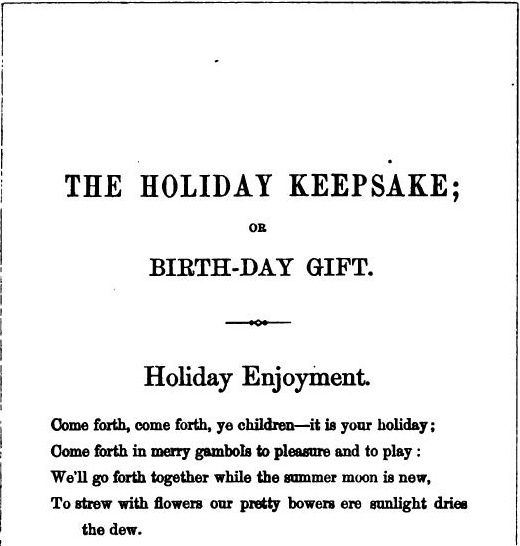 THE HOLIDAY KEEPSAKE;
OR
BIRTH-DAY GIFT.
Holiday Enjoyment.
Come forth, come forth, ye children—it is your holiday;
Come forth in merry gambols to pleasure and to play :
We'll go forth together while the summer moon is new,
To strew with flowers our pretty bowers ere sunlight dries
the dew.